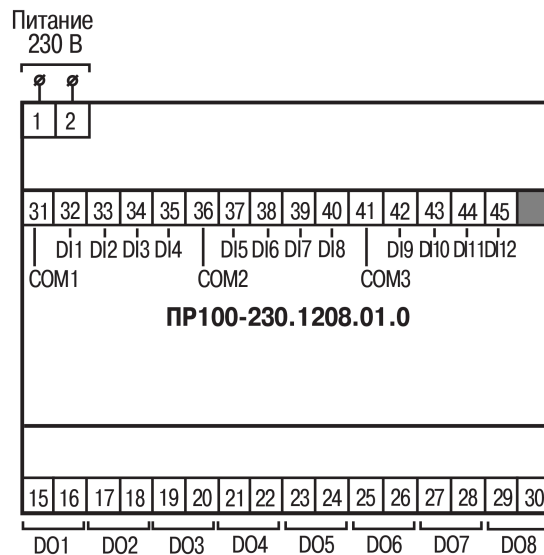 Питание
230 В
1 2
31 32 33 34 35 36 37 38 39 40 41 42 43 44 45
DI1 DI2 DI3 DI4 DI5 DI6 DI7 DI8 DI9 DI10 DI11 DI12
COM1 COM2 COM3
ПР100-230.1208.01.0
15 16 17 18 19 20 21 22 23 24 25 26 27 28 29 30
DO1 DO2 DO3 DO4 DO5 DO6 DO7 DO8